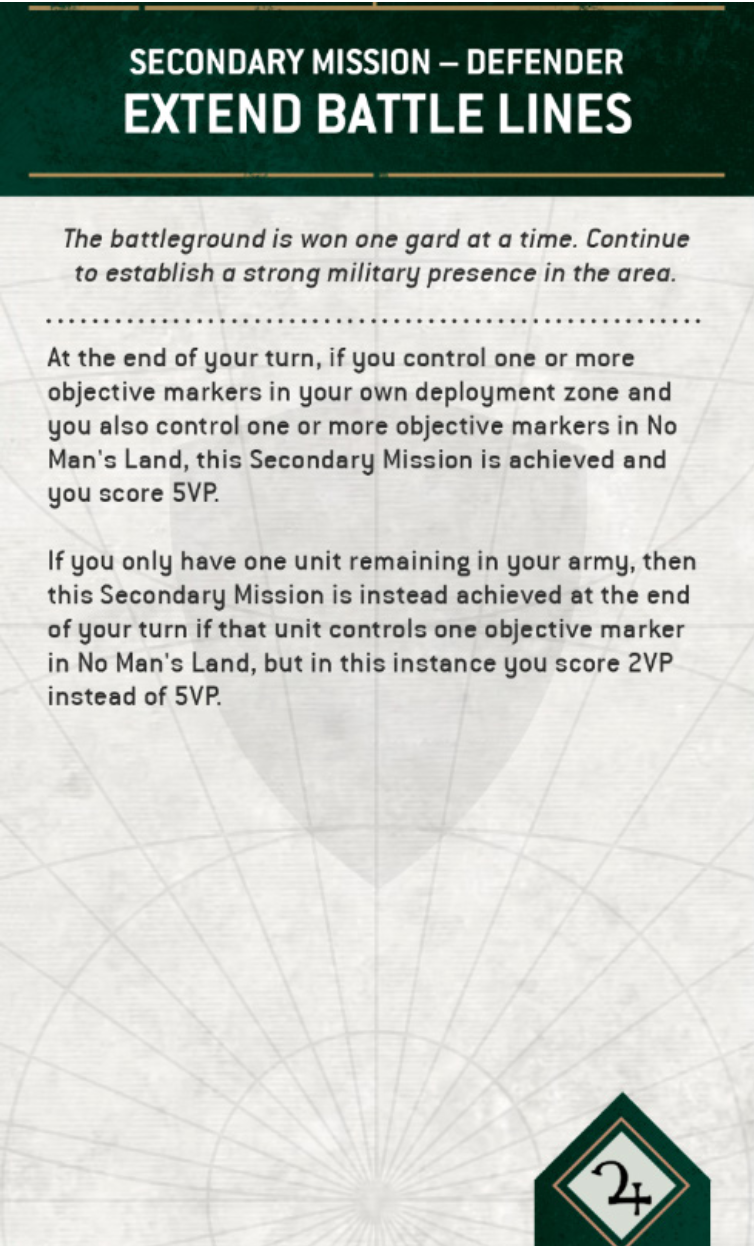 SECONDARY MISSION – DEFENDER
EXTEND BATTLE LINES
The battleground is won one gard at a time. Continue
to establish a strong military presence in the area.
At the end of your turn, if you control one or more
objective markers in your own deployment zone and
you also control one or more objective markers in No
Man's Land, this Secondary Mission is achieved and
you score 5VP.
If you only have one unit remaining in your army, then
this Secondary Mission is instead achieved at the end
of your turn if that unit controls one objective marker
in No Man's Land, but in this instance you score 2VP
instead of 5VP.